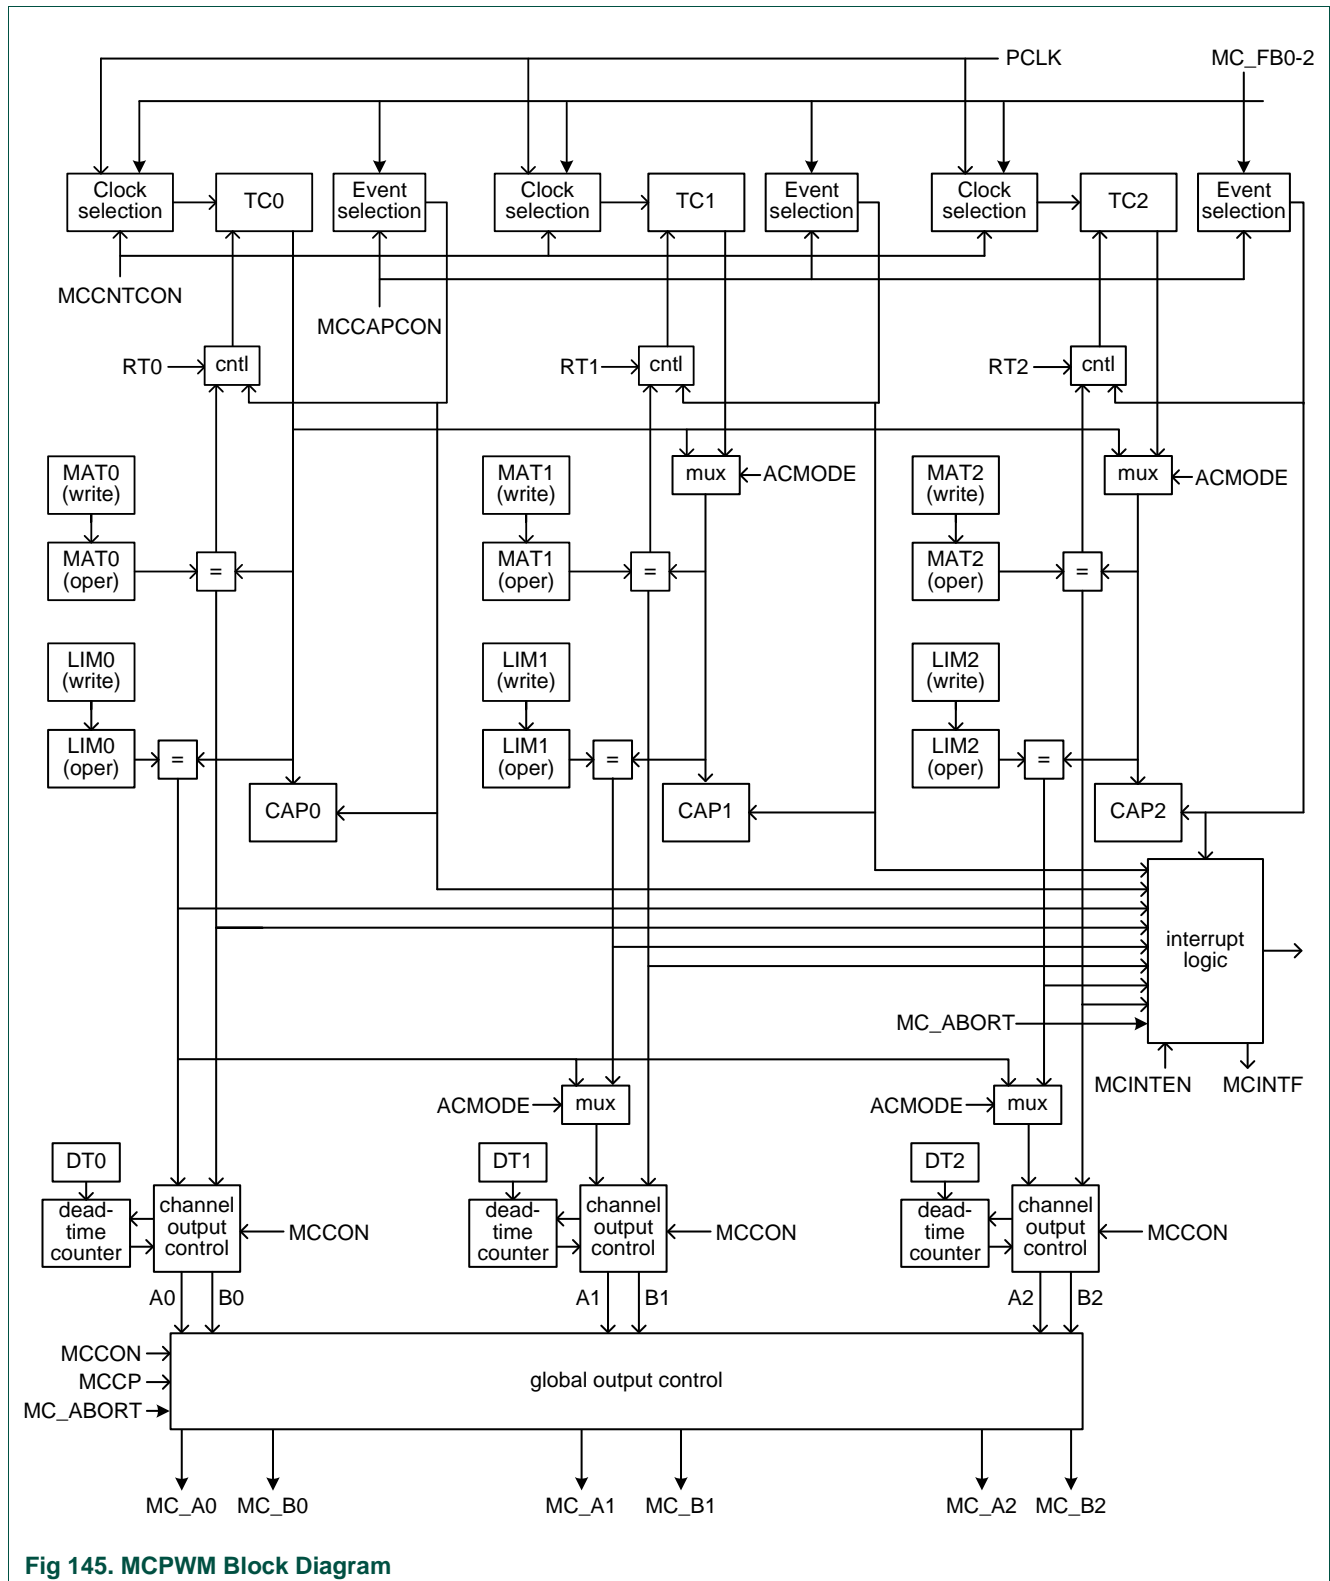 PCLK
MC_FB0-2
Clock
selection
TC0
Event
selection
Clock
selection
TC1
Event
selection
Clock
selection
TC2
Event
selection
MCCNTCON
MCCAPCON
RT0
cntl
RT1
cntl
RT2
cntl
MAT0
(write)
MAT1
(write)
mux
ACMODE
MAT2
(write)
mux
ACMODE
MAT0
(oper)
=
MAT1
(oper)
=
MAT2
(oper)
=
LIM0
(write)
LIM1
(write)
LIM2
(write)
LIM0
(oper)
=
LIM1
(oper)
=
LIM2
(oper)
=
CAP0
CAP1
CAP2
interrupt
logic
MC_ABORT
MCINTEN
MCINTF
ACMODE
mux
ACMODE
mux
DT0
DT1
DT2
dead-
time
counter
channel
output
control
MCCON
dead-
time
counter
channel
output
control
MCCON
dead-
time
counter
channel
output
control
MCCON
A0
B0
A1
B1
A2
B2
MCCON
MCCP
MC_ABORT
global output control
MC_A0
MC_B0
MC_A1
MC_B1
MC_A2
MC_B2
Fig 145. MCPWM Block Diagram